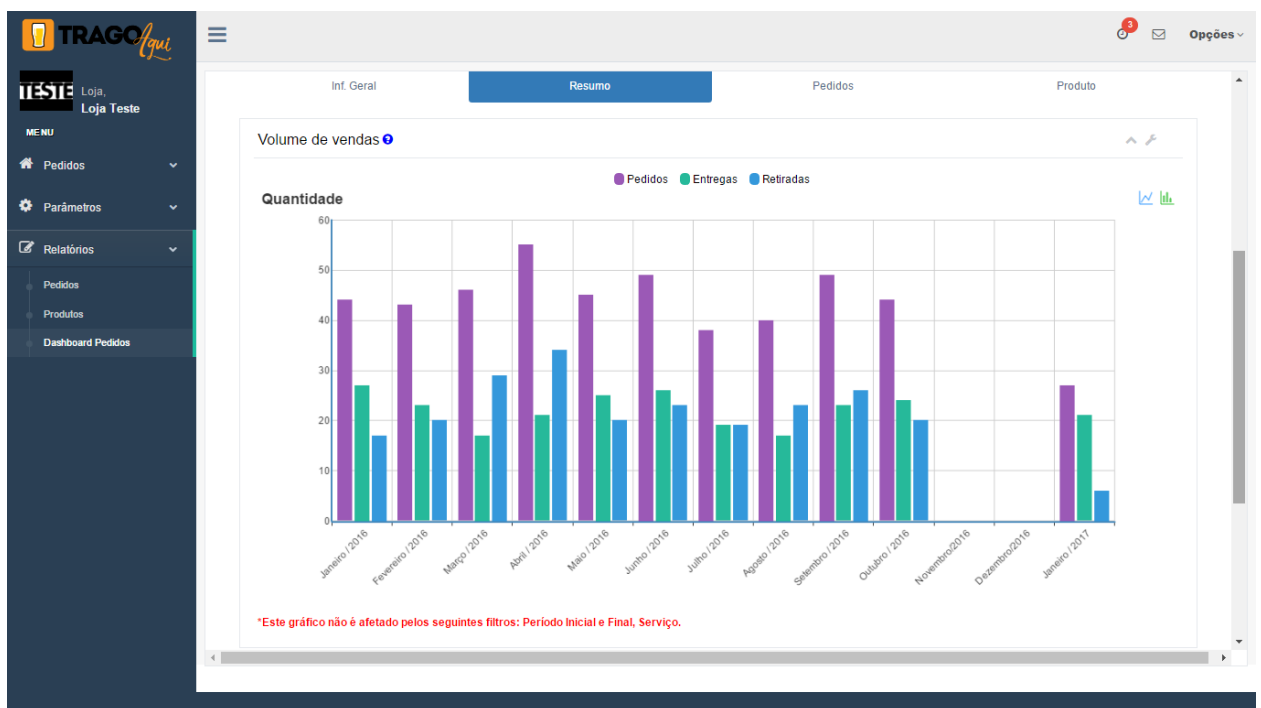 TRAGO Aqui
3
Opções
TESTE
Loja,
Loja Teste
MENU
Pedidos
Parâmetros
Relatórios
Pedidos
Produtos
Dashboard Pedidos
Inf. Geral Resumo Pedidos Produto
Volume de vendas
Pedidos Entregas Retiradas
Quantidade
60
50
40
30
20
10
0
Janeiro / 2016 Fevereiro / 2016 Março / 2016 Abril / 2016 Maio / 2016 Junho / 2016 Julho / 2016 Agosto / 2016 Setembro / 2016 Outubro / 2016 Novembro/2016 Dezembro/2016 Janeiro / 2017
*Este gráfico não é afetado pelos seguintes filtros: Período Inicial e Final, Serviço.